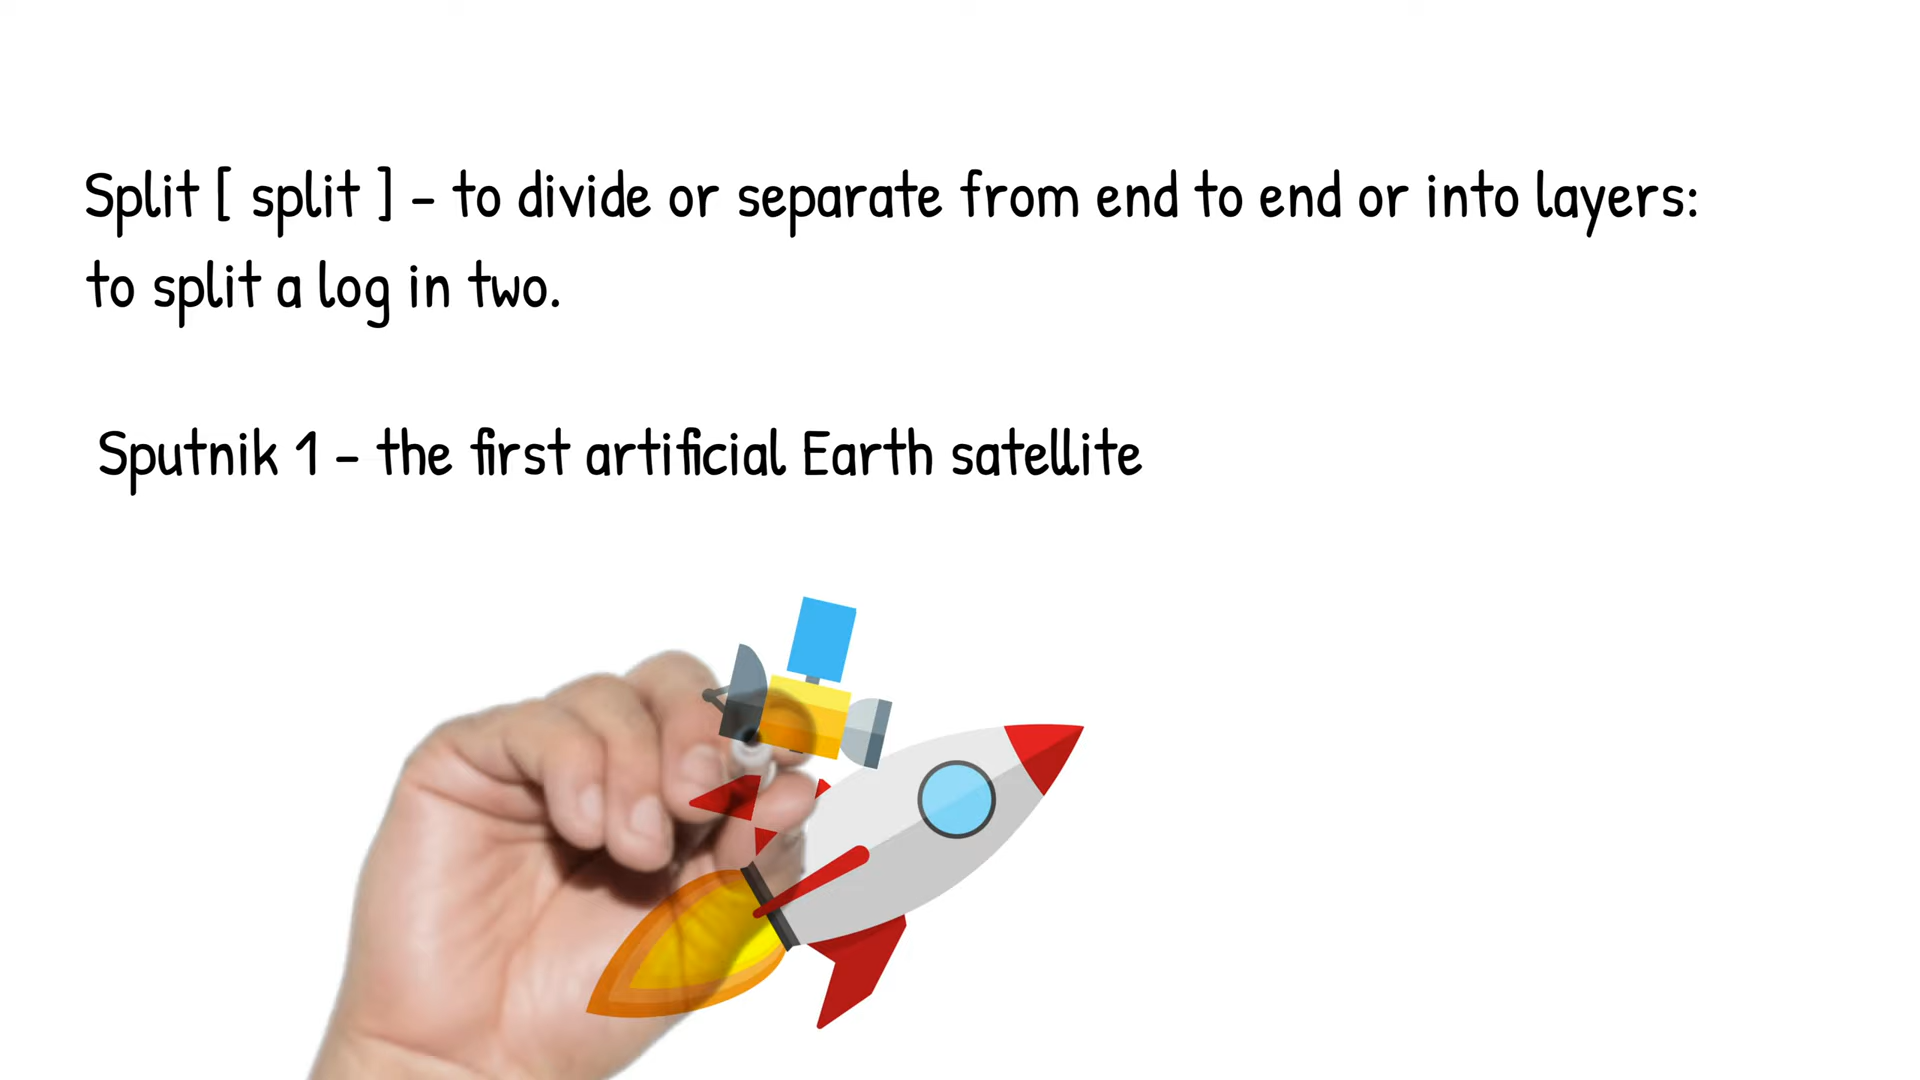 Split [ split ] - to divide or separate from end to end or into layers:
to split a log in two.
Sputnik 1 - the first artificial Earth satellite